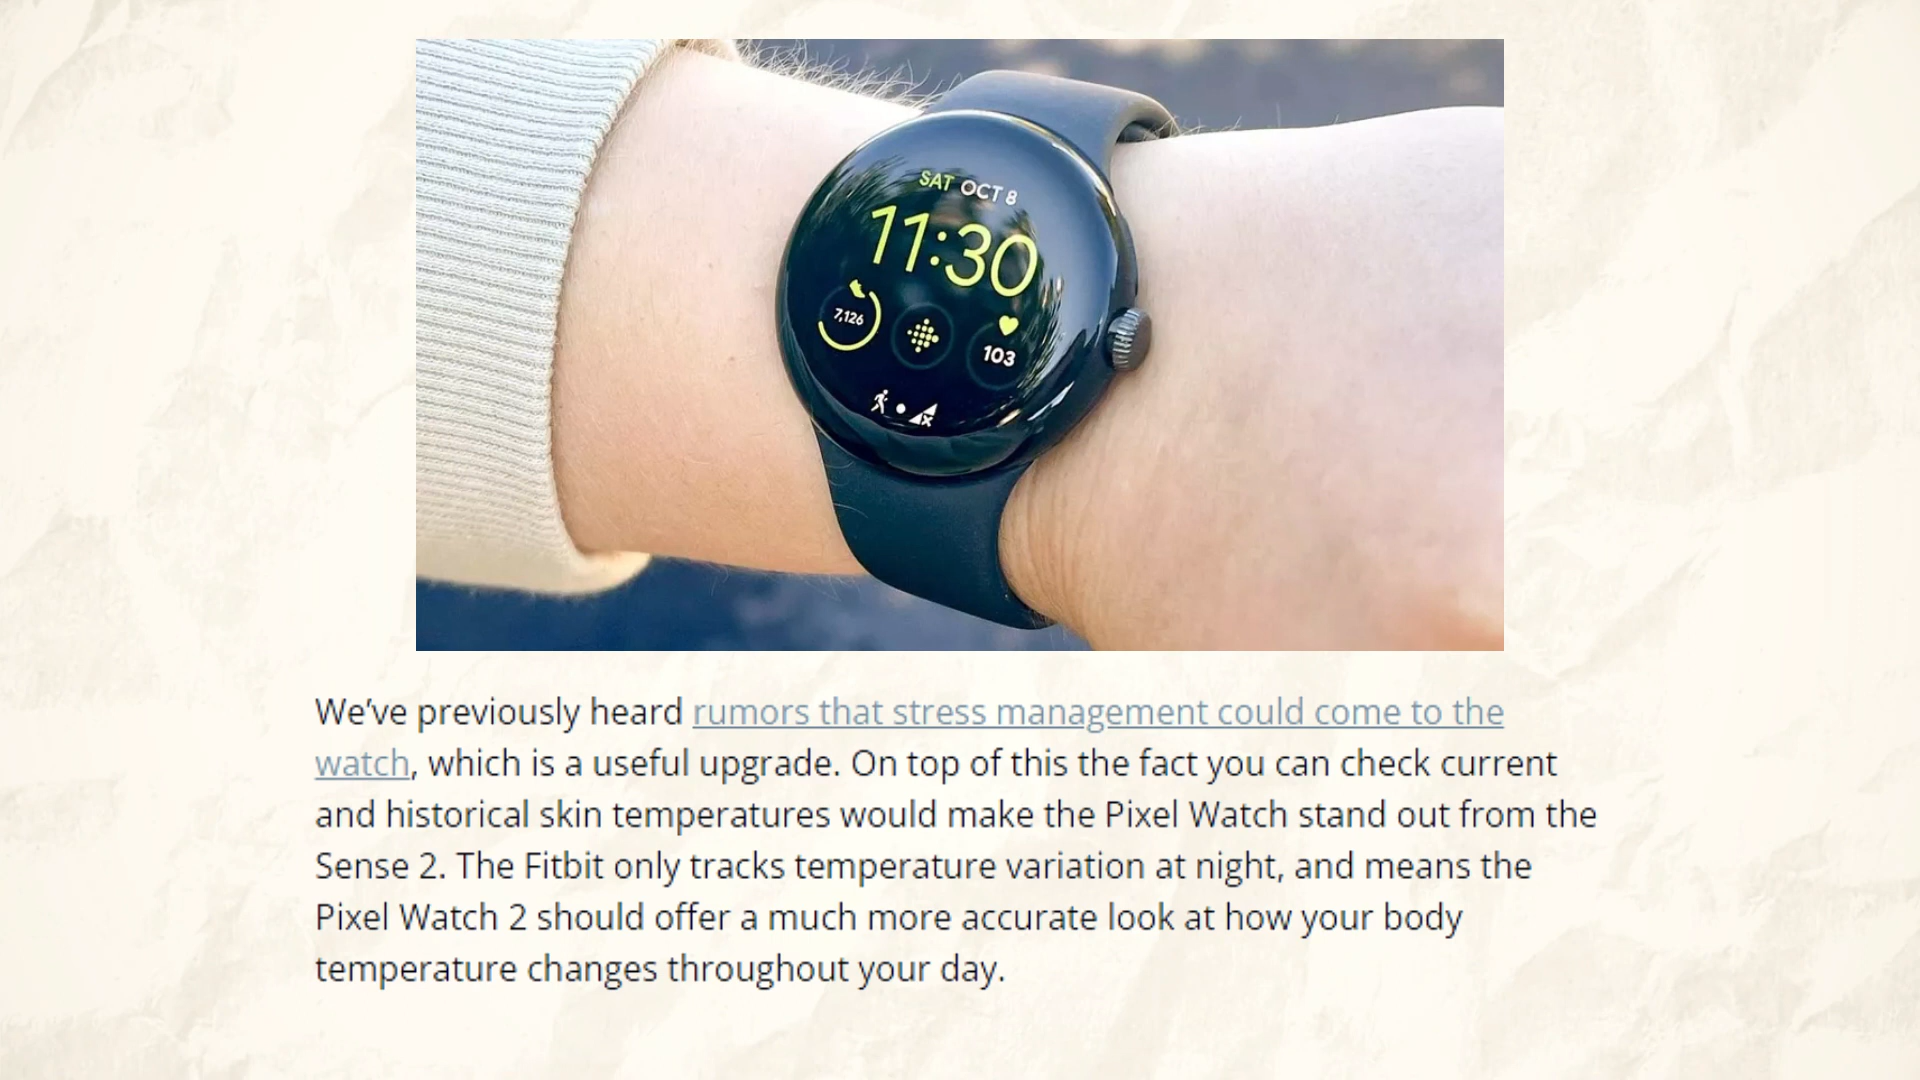 SAT OCT 8
11:30
7,126
103
We’ve previously heard rumors that stress management could come to the
watch, which is a useful upgrade. On top of this the fact you can check current
and historical skin temperatures would make the Pixel Watch stand out from the
Sense 2. The Fitbit only tracks temperature variation at night, and means the
Pixel Watch 2 should offer a much more accurate look at how your body
temperature changes throughout your day.